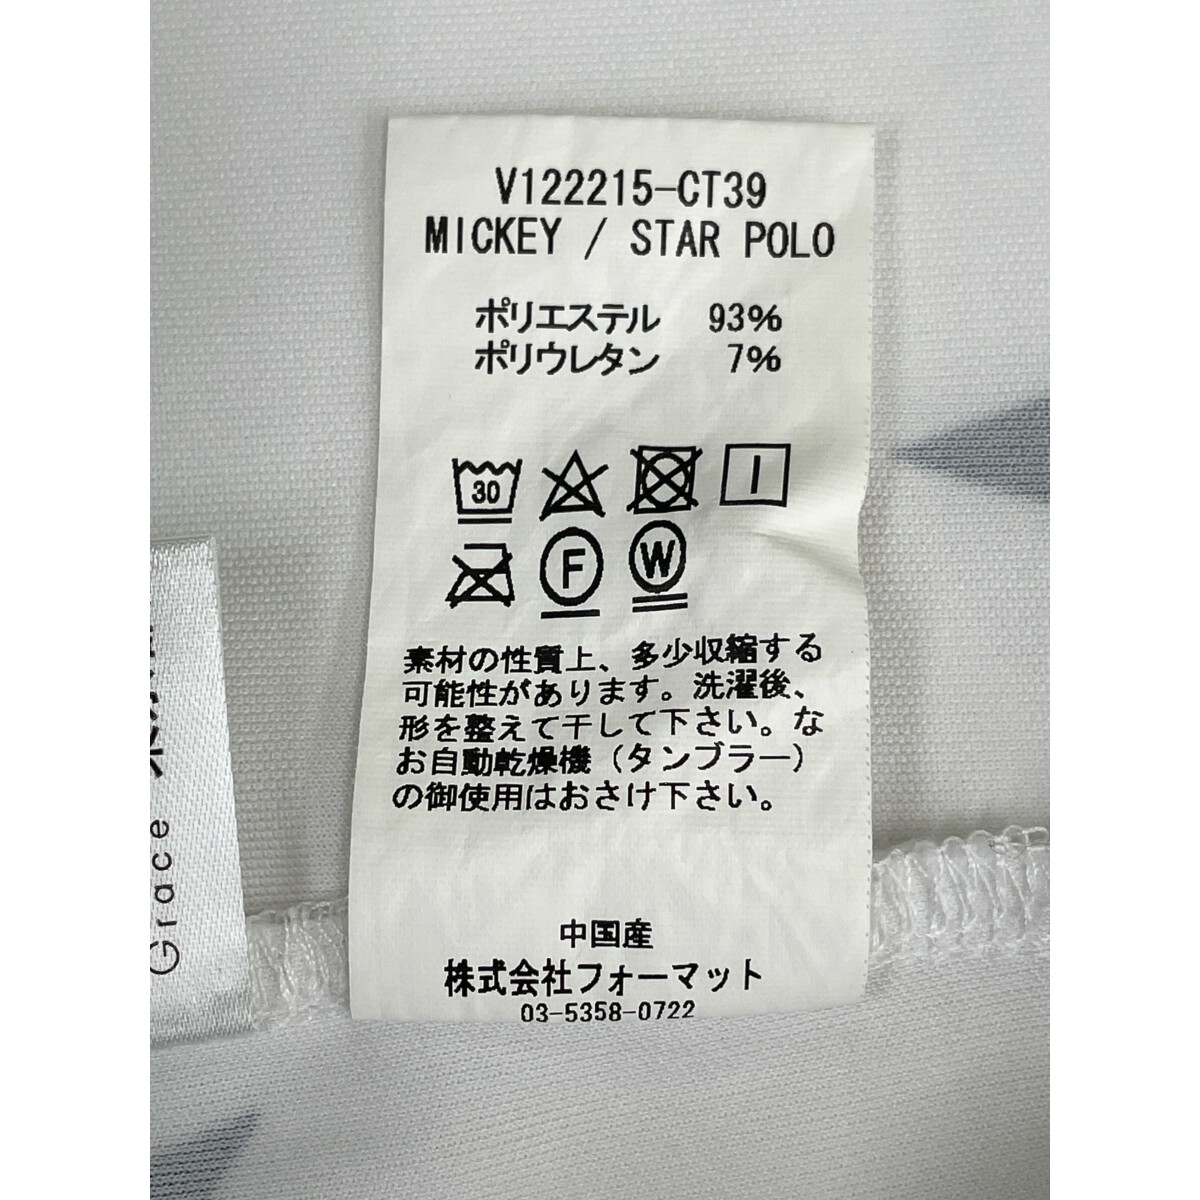 V122215-CT39
MICKEY / STAR POLO
ポリエステル 93%
ポリウレタン 7%
30
F
W
素材の性質上、多少収縮する
可能性があります。洗濯後、
形を整えて干して下さい。な
お自動乾燥機(タンブラー)
の御使用はおさけ下さい。
中国産
株式会社フォーマット
03-5358-0722
Grace